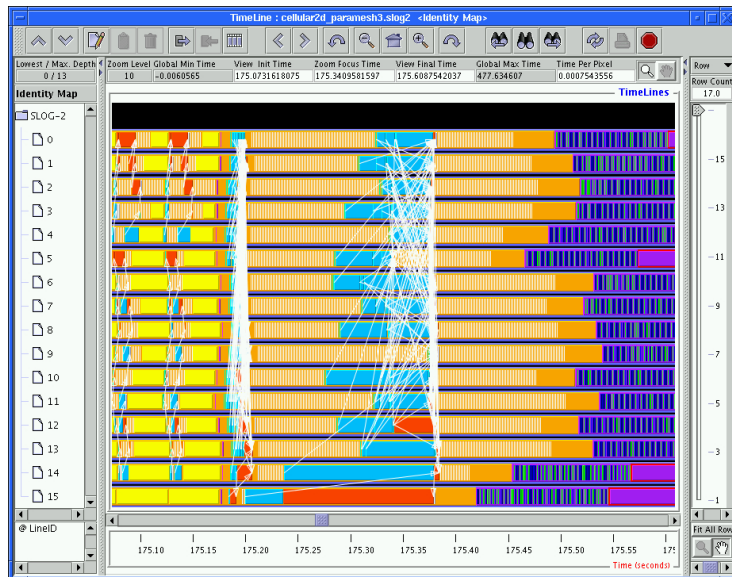 TimeLine : cellular2d_paramesh3.slog2 <Identity Map>
Lowest / Max. Depth
Zoom Level
Global Min Time
View Init Time
Zoom Focus Time
View Final Time
Global Max Time
Time Per Pixel
Row
0 / 13
10
-0.0060565
175.0731618075
175.3409581597
175.6087542037
477.634607
0.0007543556
Row Count
17.0
Identity Map
TimeLines
SLOG-2
0
1
2
3
4
5
6
7
8
9
10
11
12
13
14
15
-15
-13
-11
-9
-7
-5
-3
-1
@ LineID
Fit All Row
175.10
175.15
175.20
175.25
175.30
175.35
175.40
175.45
175.50
175.55
Time (seconds)